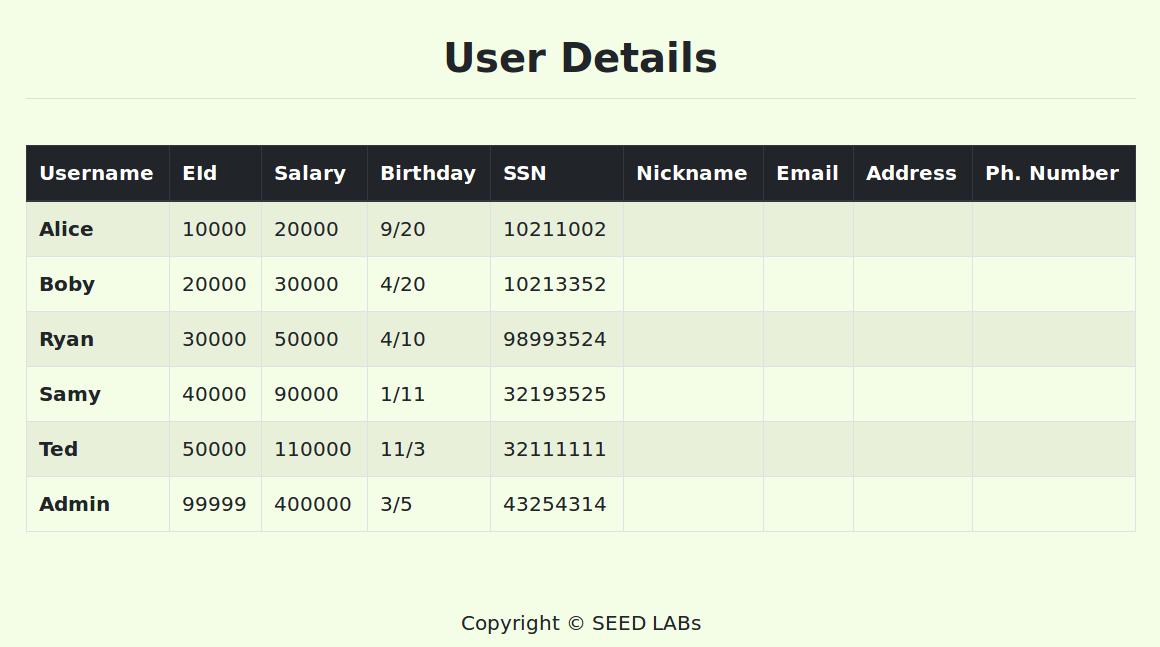 User Details
Username EId Salary Birthday SSN Nickname Email Address Ph. Number
Alice 10000 20000 9/20 10211002
Boby 20000 30000 4/20 10213352
Ryan 30000 50000 4/10 98993524
Samy 40000 90000 1/11 32193525
Ted 50000 110000 11/3 32111111
Admin 99999 400000 3/5 43254314
Copyright © SEED LABs